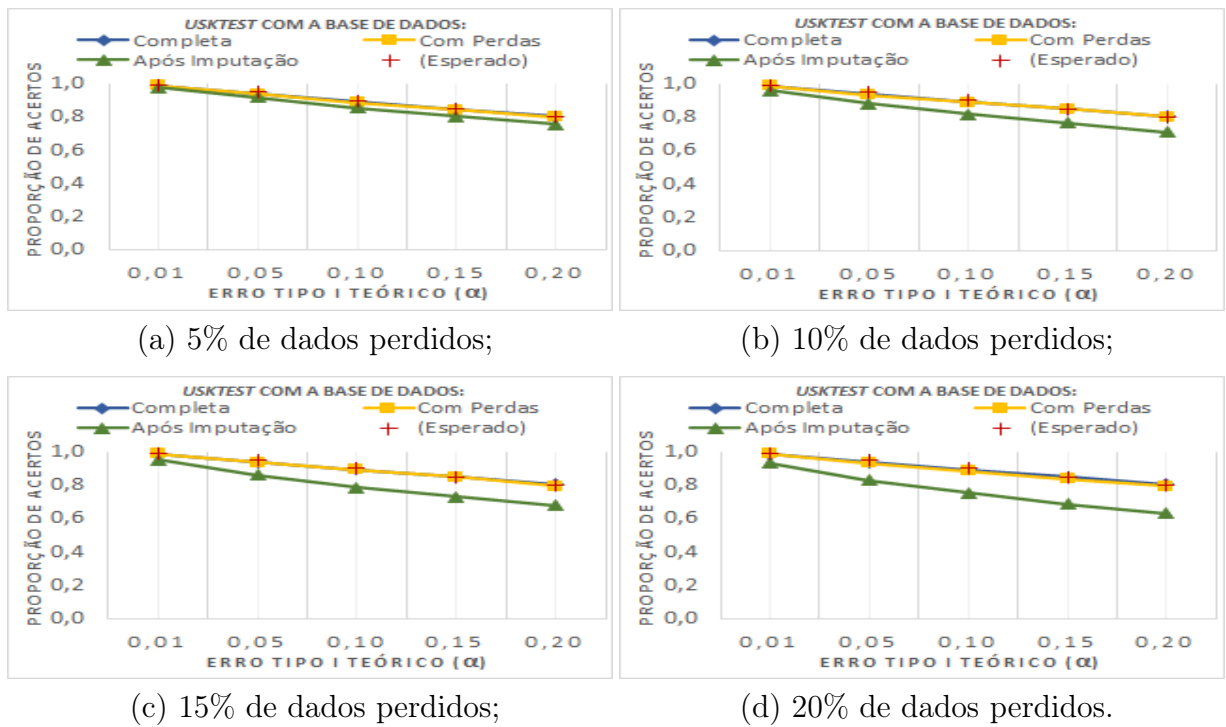 USKTEST COM A BASE DE DADOS:
Completa Com Perdas
Após Imputação (Esperado)
PROPORÇÃO DE ACERTOS
1,0
0,8
0,6
0,4
0,2
0,0
0,01 0,05 0,10 0,15 0,20
ERRO TIPO I TEÓRICO (α)
(a) 5% de dados perdidos;
USKTEST COM A BASE DE DADOS:
Completa Com Perdas
Após Imputação (Esperado)
PROPORÇÃO DE ACERTOS
1,0
0,8
0,6
0,4
0,2
0,0
0,01 0,05 0,10 0,15 0,20
ERRO TIPO I TEÓRICO (α)
(b) 10% de dados perdidos;
USKTEST COM A BASE DE DADOS:
Completa Com Perdas
Após Imputação (Esperado)
PROPORÇÃO DE ACERTOS
1,0
0,8
0,6
0,4
0,2
0,0
0,01 0,05 0,10 0,15 0,20
ERRO TIPO I TEÓRICO (α)
(c) 15% de dados perdidos;
USKTEST COM A BASE DE DADOS:
Completa Com Perdas
Após Imputação (Esperado)
PROPORÇÃO DE ACERTOS
1,0
0,8
0,6
0,4
0,2
0,0
0,01 0,05 0,10 0,15 0,20
ERRO TIPO I TEÓRICO (α)
(d) 20% de dados perdidos.